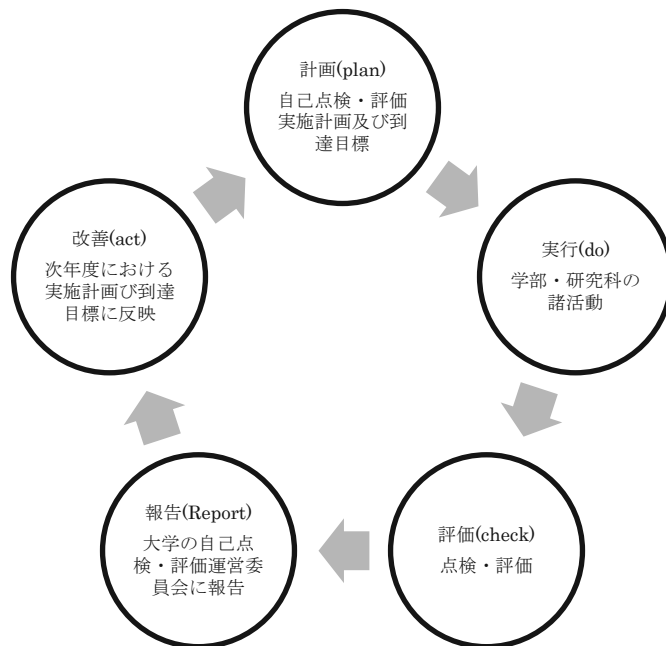 計画(plan)
自己点検・評価
実施計画及び到
達目標
実行(do)
学部・研究科の
諸活動
評価(check)
点検・評価
報告(Report)
大学の自己点
検・評価運営委
員会に報告
改善(act)
次年度における
実施計画び到達
目標に反映